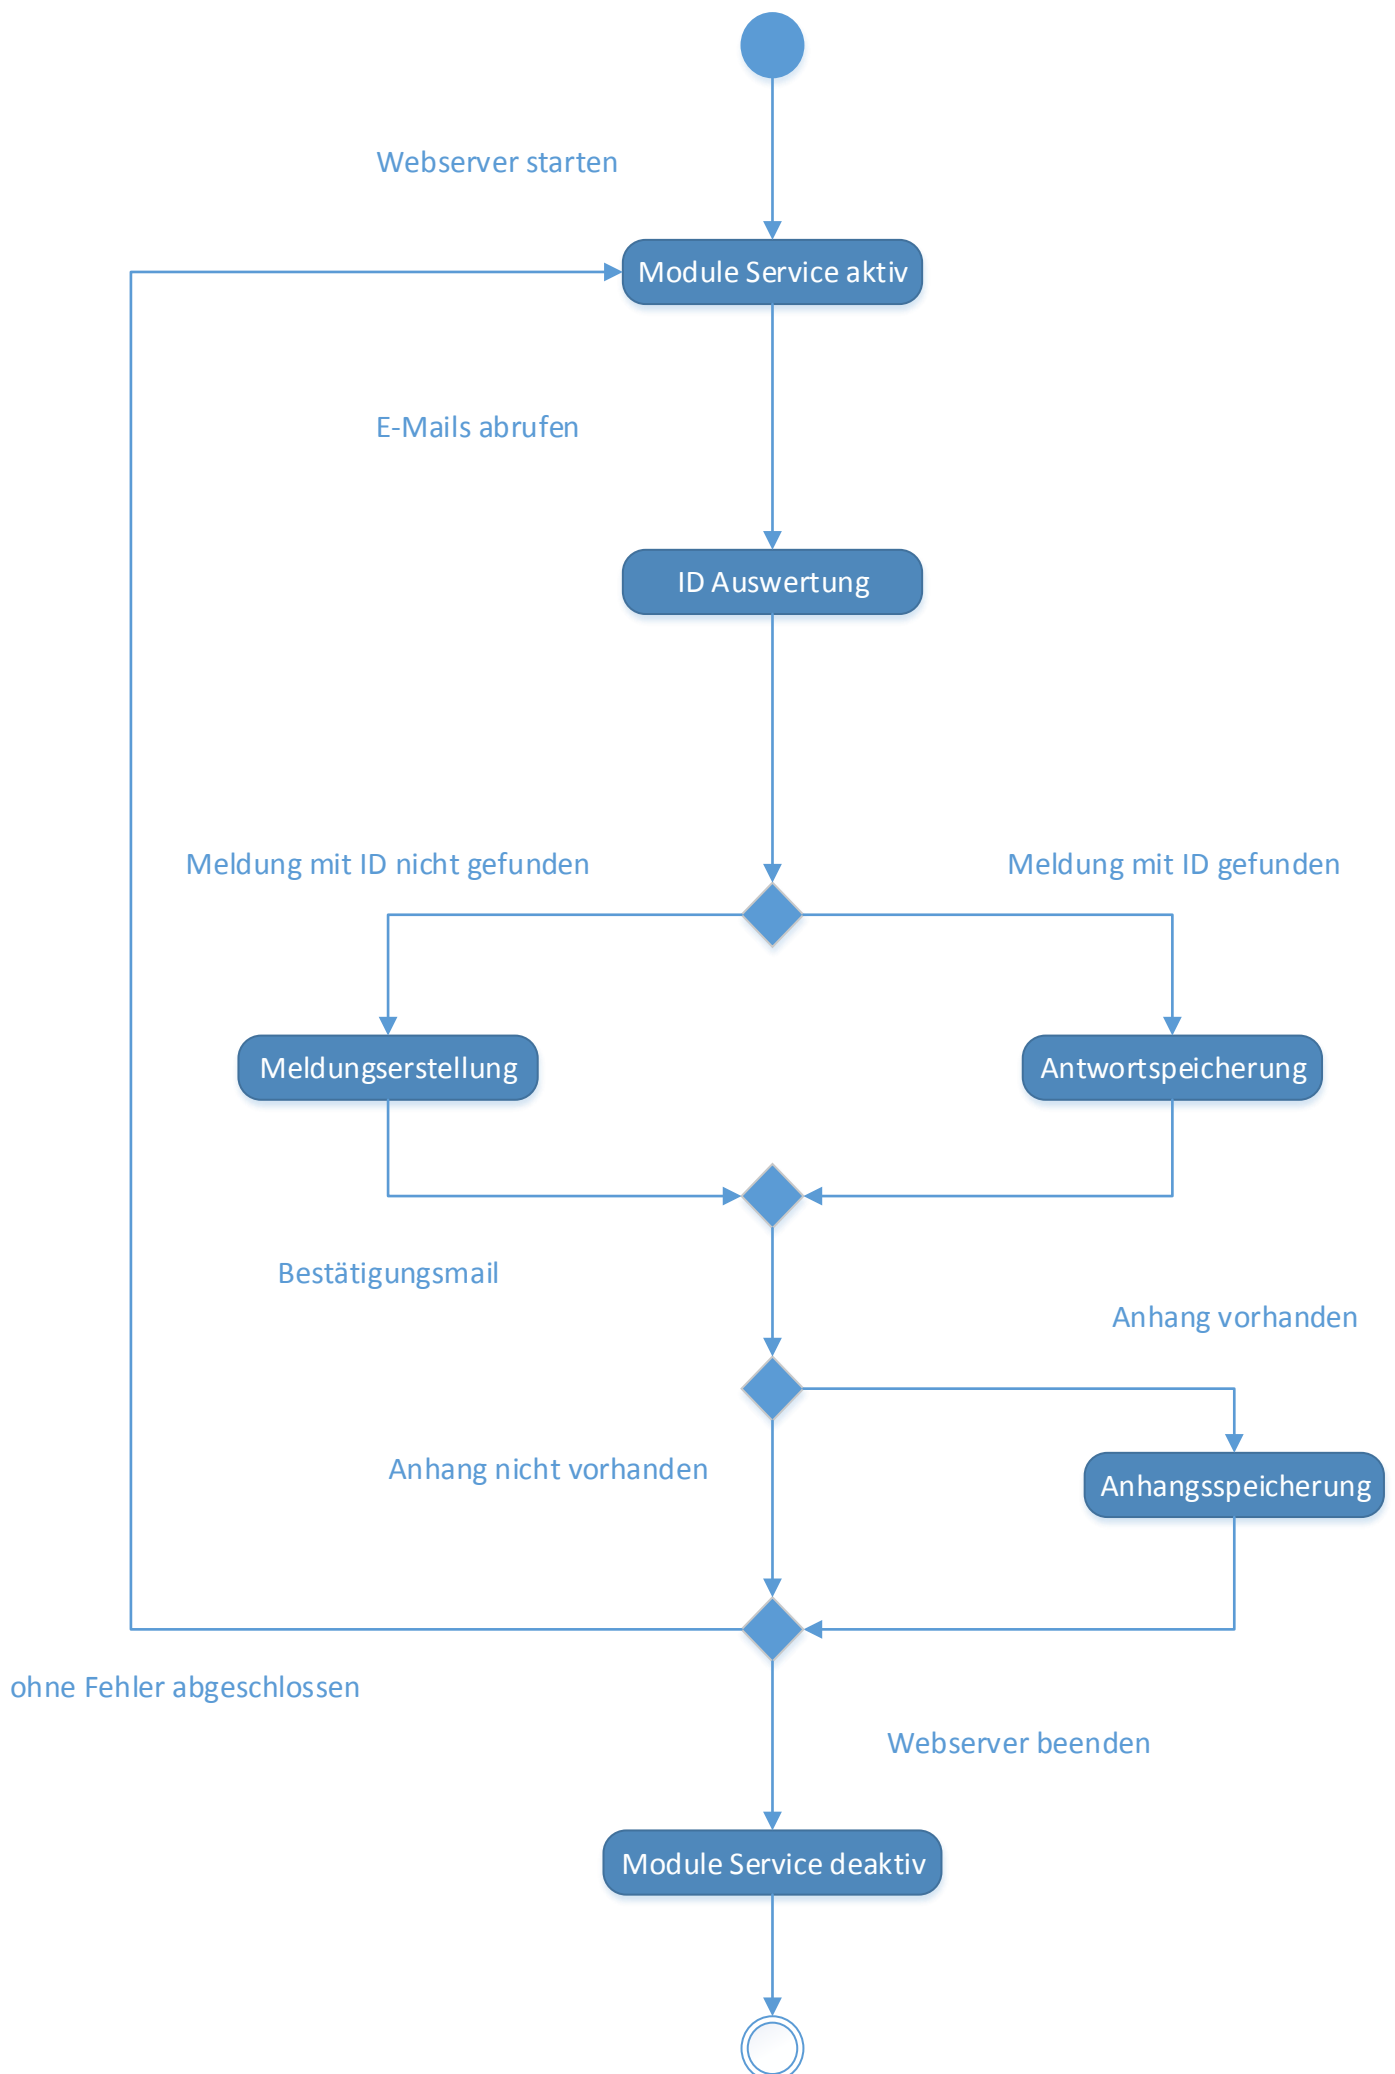 Webserver starten
Module Service aktiv
E-Mails abrufen
ID Auswertung
Meldung mit ID nicht gefunden
Meldung mit ID gefunden
Meldungserstellung
Antwortspeicherung
Bestätigungsmail
Anhang vorhanden
Anhang nicht vorhanden
Anhangsspeicherung
ohne Fehler abgeschlossen
Webserver beenden
Module Service deaktiv